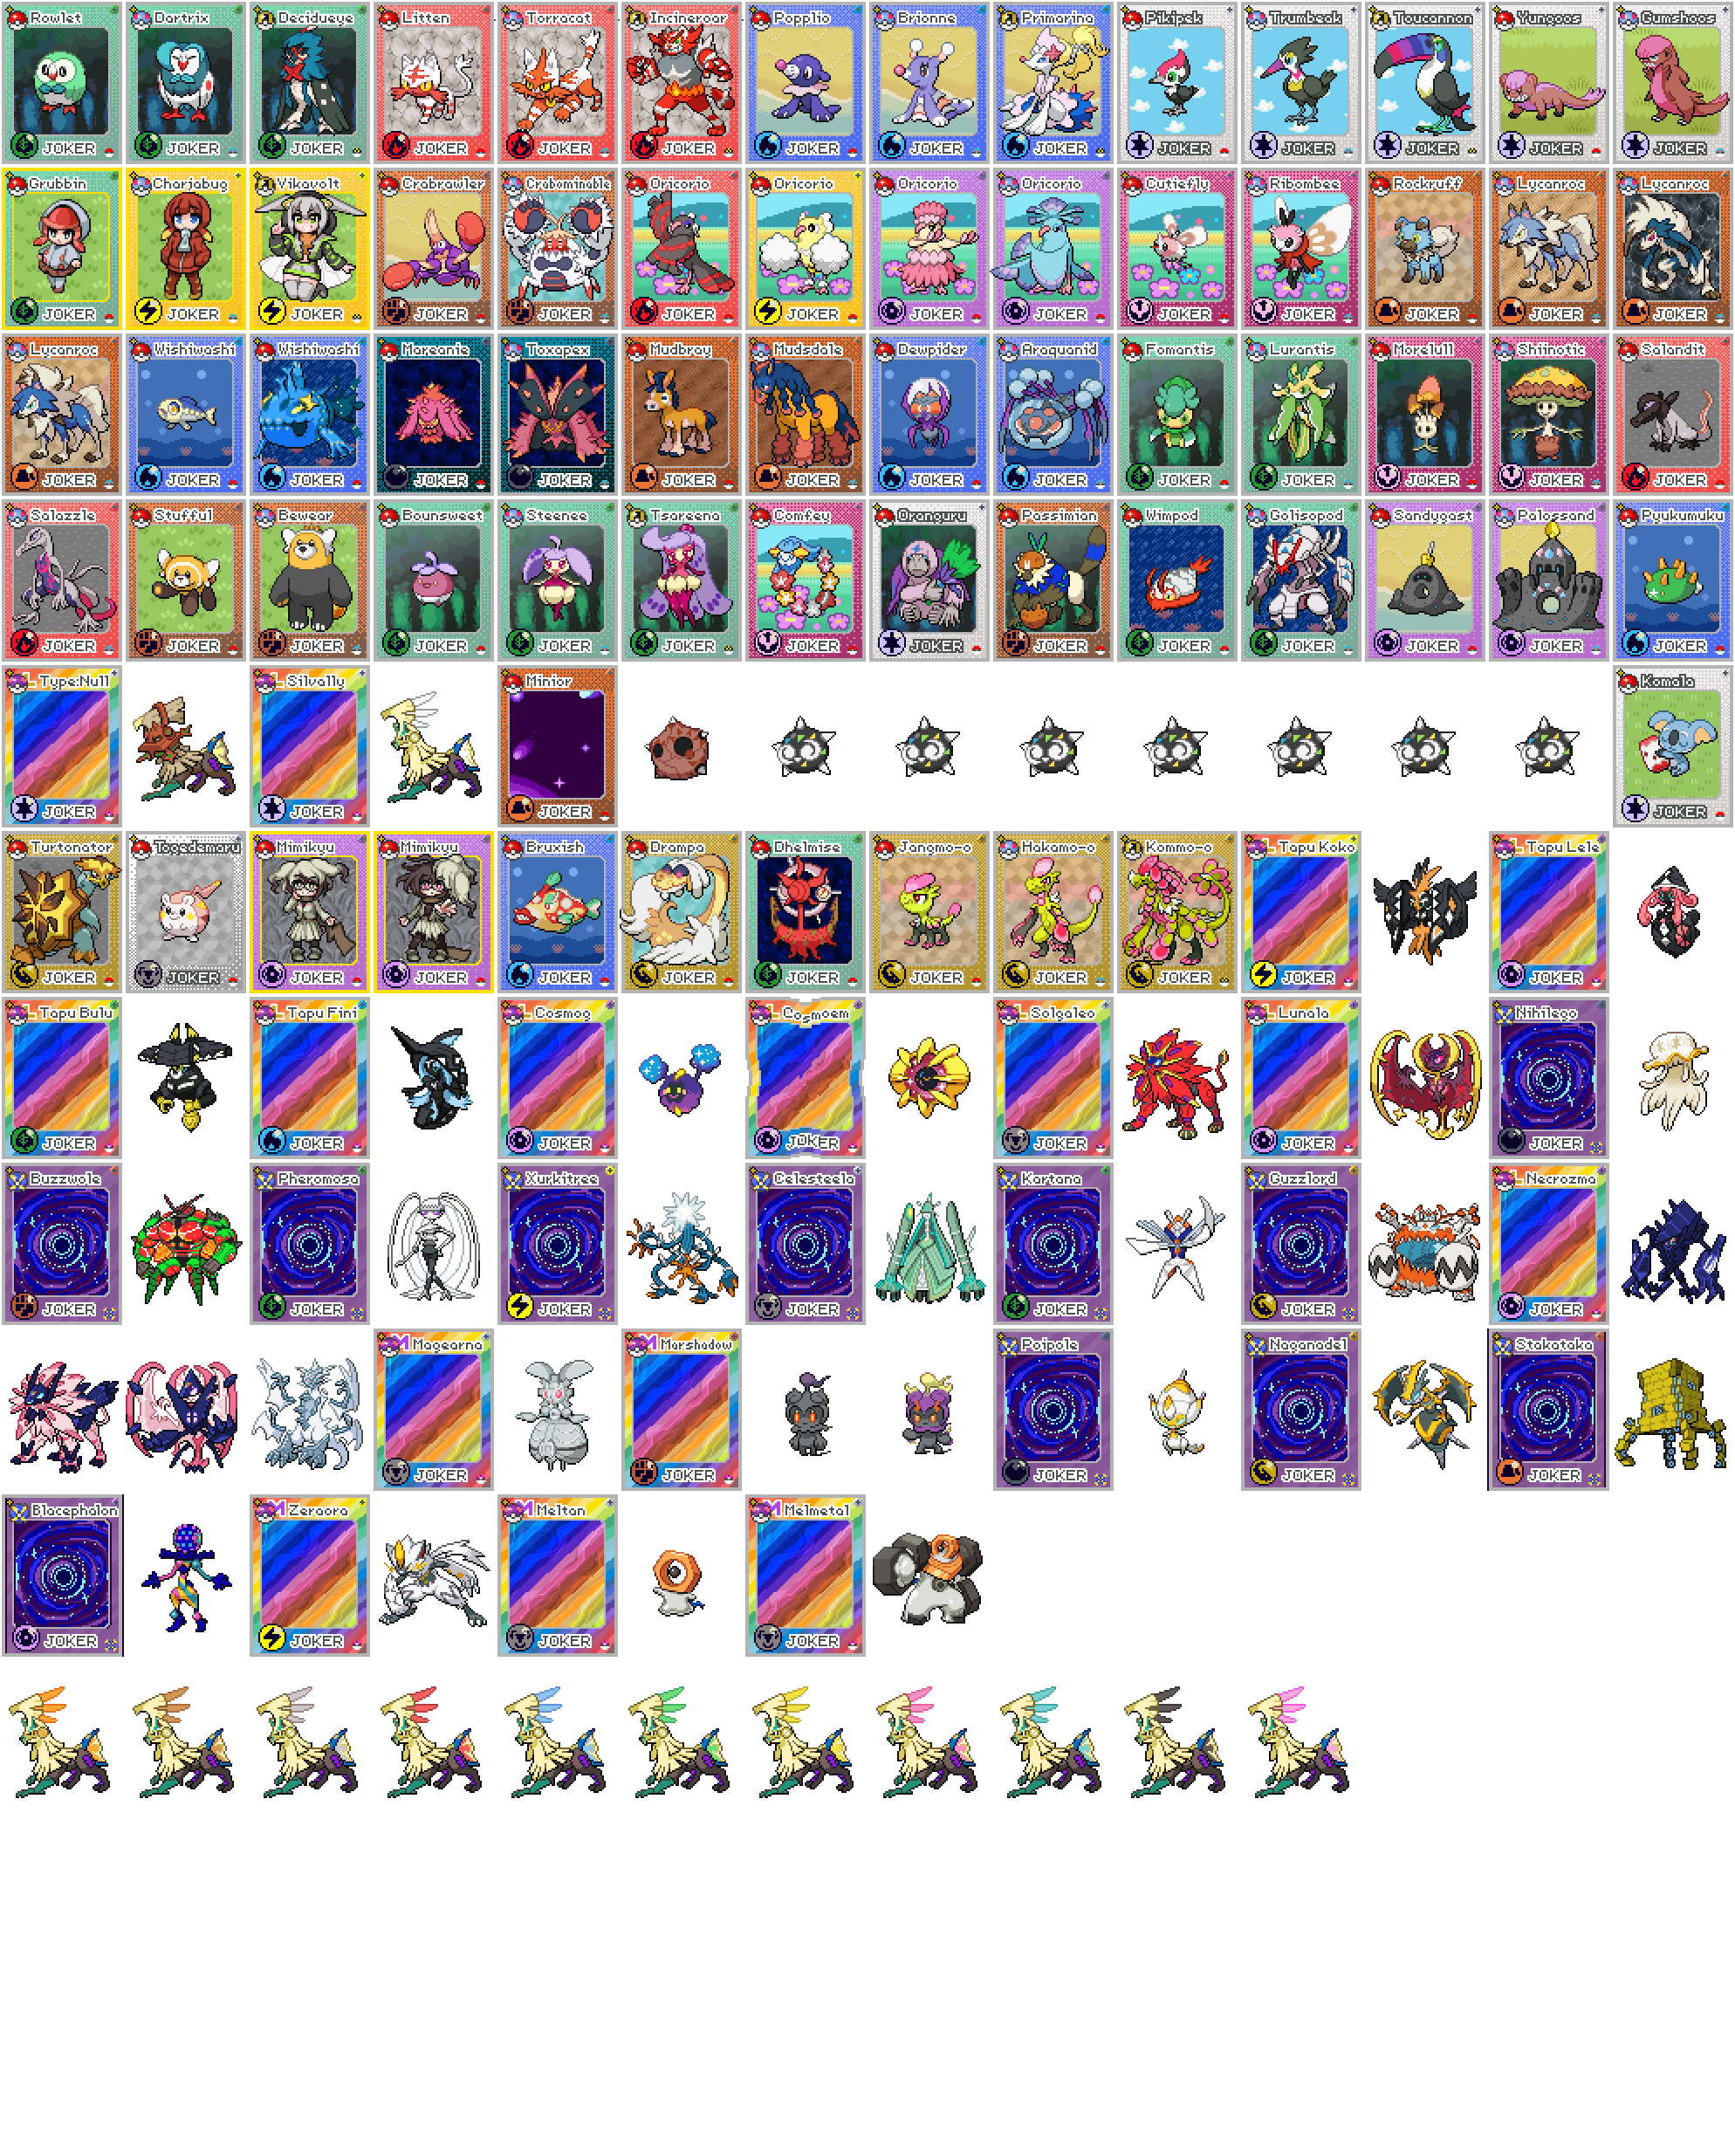 Rowlet Dartrix Decidueye Litten Torracat Incineroar Popplio Brionne Primarina Pikipek Trumbeak Toucannon Yungoos Gumshoos
JOKER JOKER JOKER JOKER JOKER JOKER JOKER JOKER JOKER JOKER JOKER JOKER JOKER JOKER
Grubbin Charjabug Vikavolt Crabrawler Crabominable Oricorio Oricorio Oricorio Oricorio Cutiefly Ribombee Rockruff Lycanroc Lycanroc
JOKER JOKER JOKER JOKER JOKER JOKER JOKER JOKER JOKER JOKER JOKER JOKER JOKER JOKER
Lycanroc Wishiwashi Wishiwashi Mareanie Toxapex Mudbray Mudsdale Dewpider Araquanid Fomantis Lurantis Morelull Shiinotic Salandit
JOKER JOKER JOKER JOKER JOKER JOKER JOKER JOKER JOKER JOKER JOKER JOKER JOKER JOKER
Salazzle Stufful Bewear Bounsweet Steenee Tsareena Comfey Oranguru Passimian Wimpod Golisopod Sandygast Palossand Pyukumuku
JOKER JOKER JOKER JOKER JOKER JOKER JOKER JOKER JOKER JOKER JOKER JOKER JOKER JOKER
L Type:Null L Silvally Minior Komala
JOKER JOKER JOKER JOKER
Turtonator Togedemaru Mimikyu Mimikyu Bruxish Drampa Dhelmise Jangmo-o Hakamo-o Kommo-o L Tapu Koko L Tapu Lele
JOKER JOKER JOKER JOKER JOKER JOKER JOKER JOKER JOKER JOKER JOKER JOKER
L Tapu Bulu L Tapu Fini L Cosmog L Cosmoem L Solgaleo L Lunala Nihilego
JOKER JOKER JOKER JOKER JOKER JOKER JOKER
Buzzwole Pheromosa Xurkitree Celesteela Kartana Guzzlord L Necrozma
JOKER JOKER JOKER JOKER JOKER JOKER JOKER
M Magearna M Marshadow Poipole Naganadel Stakataka
JOKER JOKER JOKER JOKER JOKER
Blacephalon M Zeraora M Meltan M Melmetal
JOKER JOKER JOKER JOKER